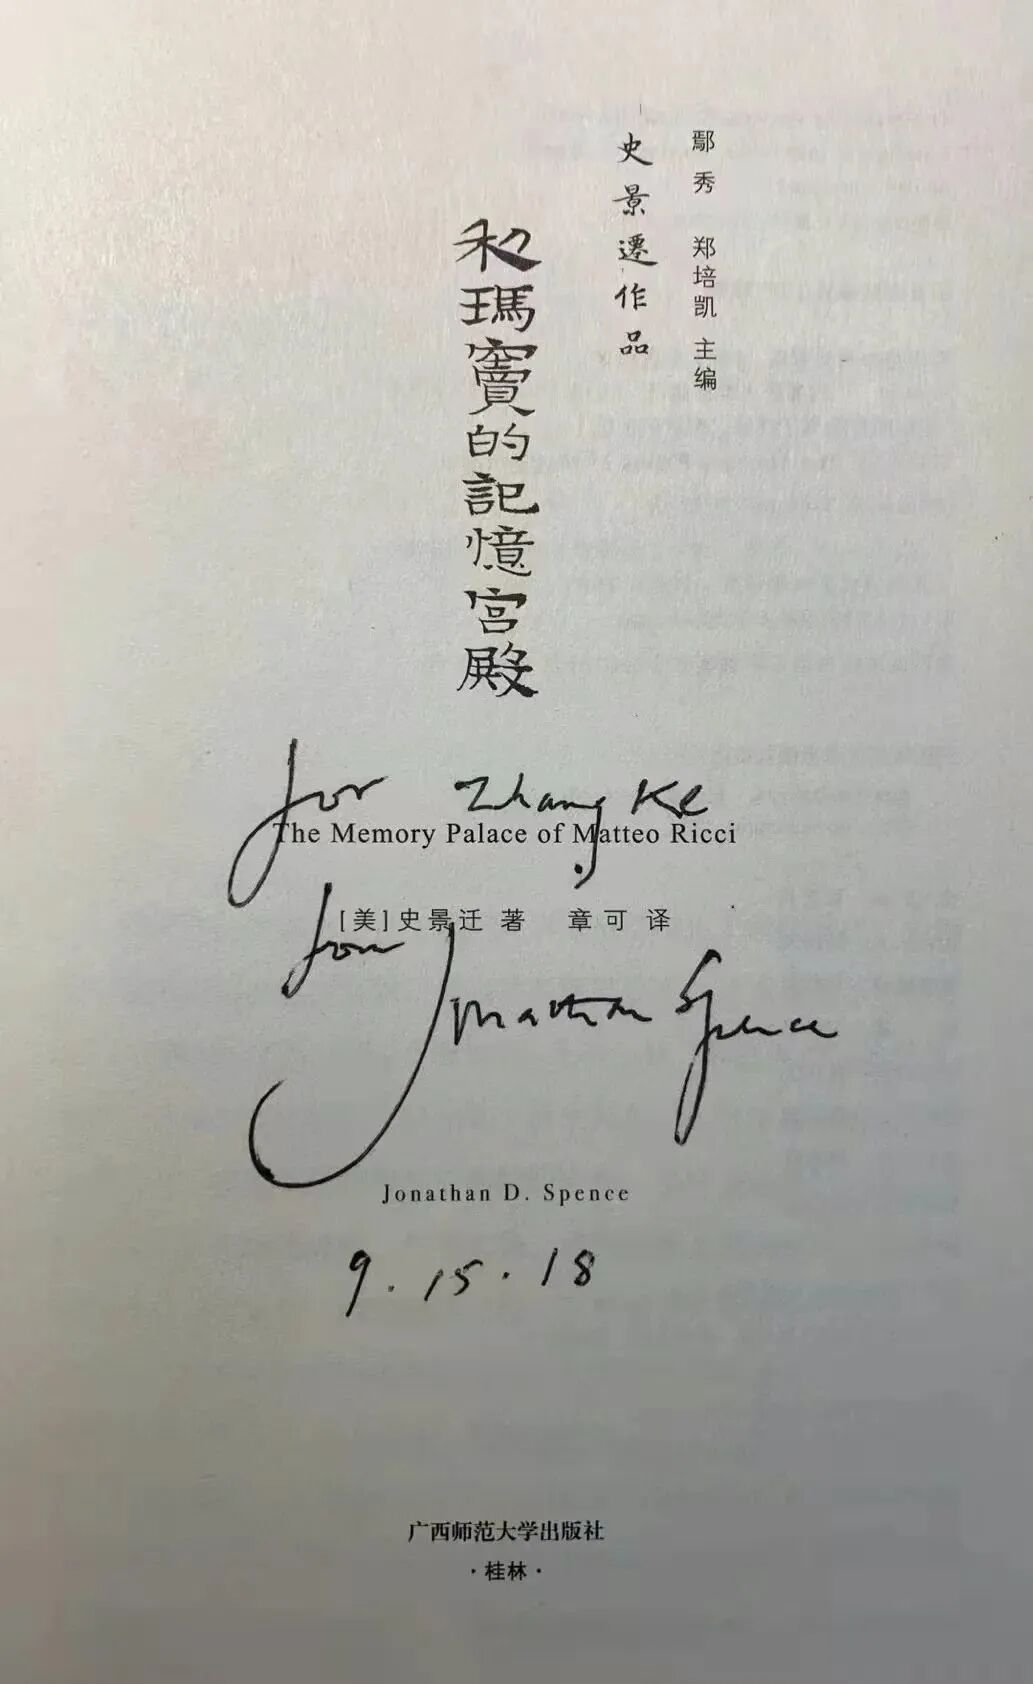 鄢秀 郑培凯 主编
史景遷作品
利瑪竇的記憶宮殿
for Zhang Ke
The Memory Palace of Matteo Ricci
[美]史景迁 著 章可 译
from Jonathan Spence
Jonathan D. Spence
9.15.18
广西师范大学出版社
·桂林·